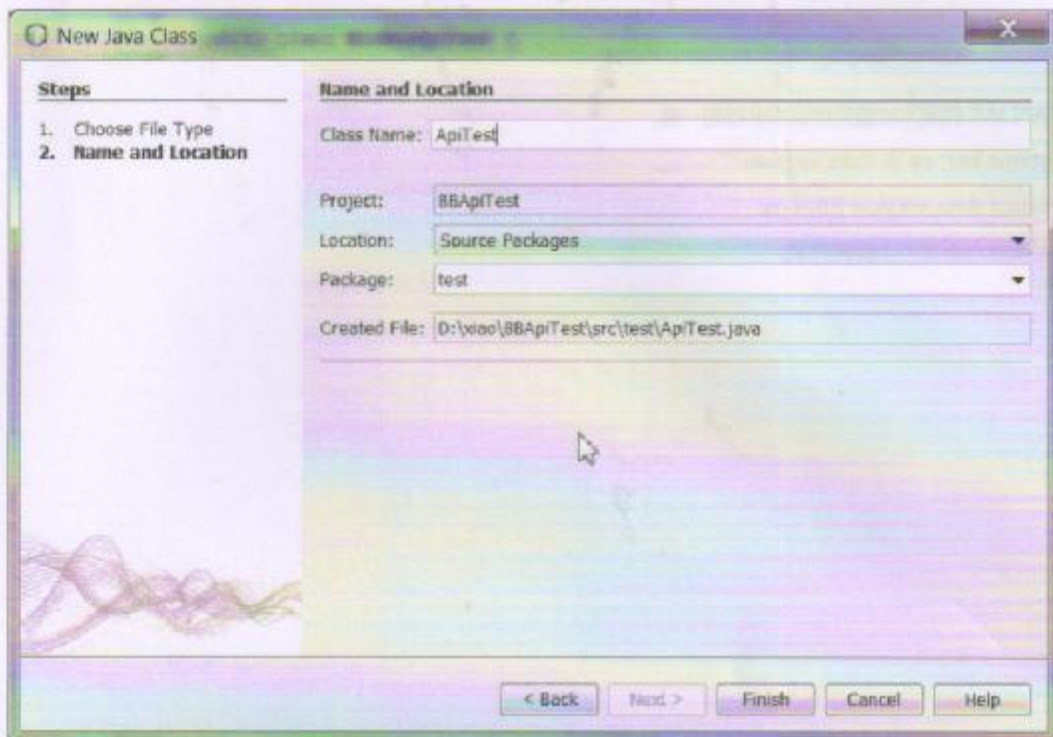 New Java Class
Steps
1. Choose File Type
2. Name and Location
Name and Location
Class Name: ApiTest
Project: BBApiTest
Location: Source Packages
Package: test
Created File: D:\xiao\BBApiTest\src\test\ApiTest.java
< Back
Next >
Finish
Cancel
Help